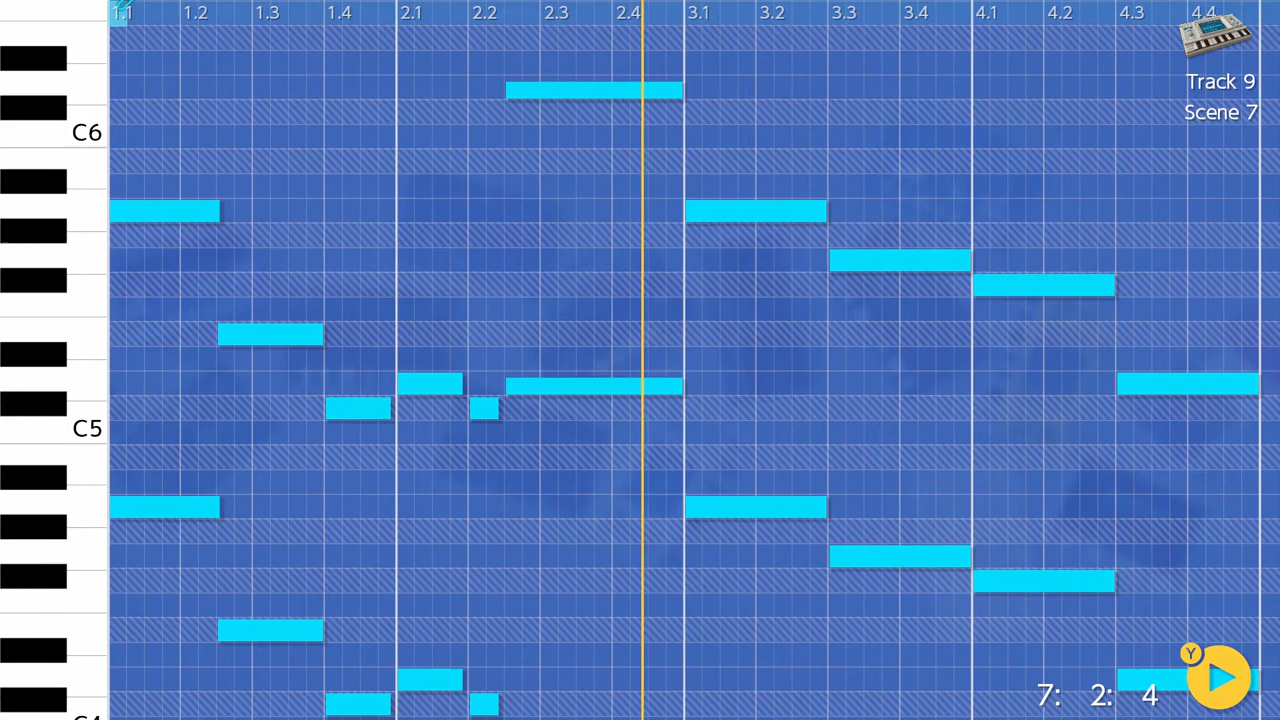 1.1 1.2 1.3 1.4 2.1 2.2 2.3 2.4 3.1 3.2 3.3 3.4 4.1 4.2 4.3 4.4
Track 9
Scene 7
C6
C5
Y
7: 2: 4